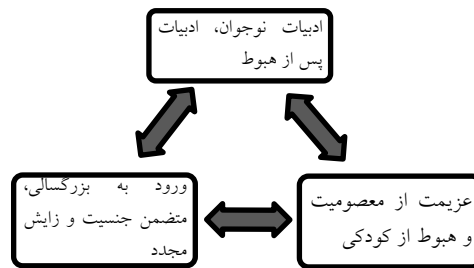 ادبیات نوجوان، ادبیات
پس از هبوط
عزیمت از معصومیت
و هبوط از کودکی
ورود به بزرگسالی،
متضمن جنسیت و زایش
مجدد